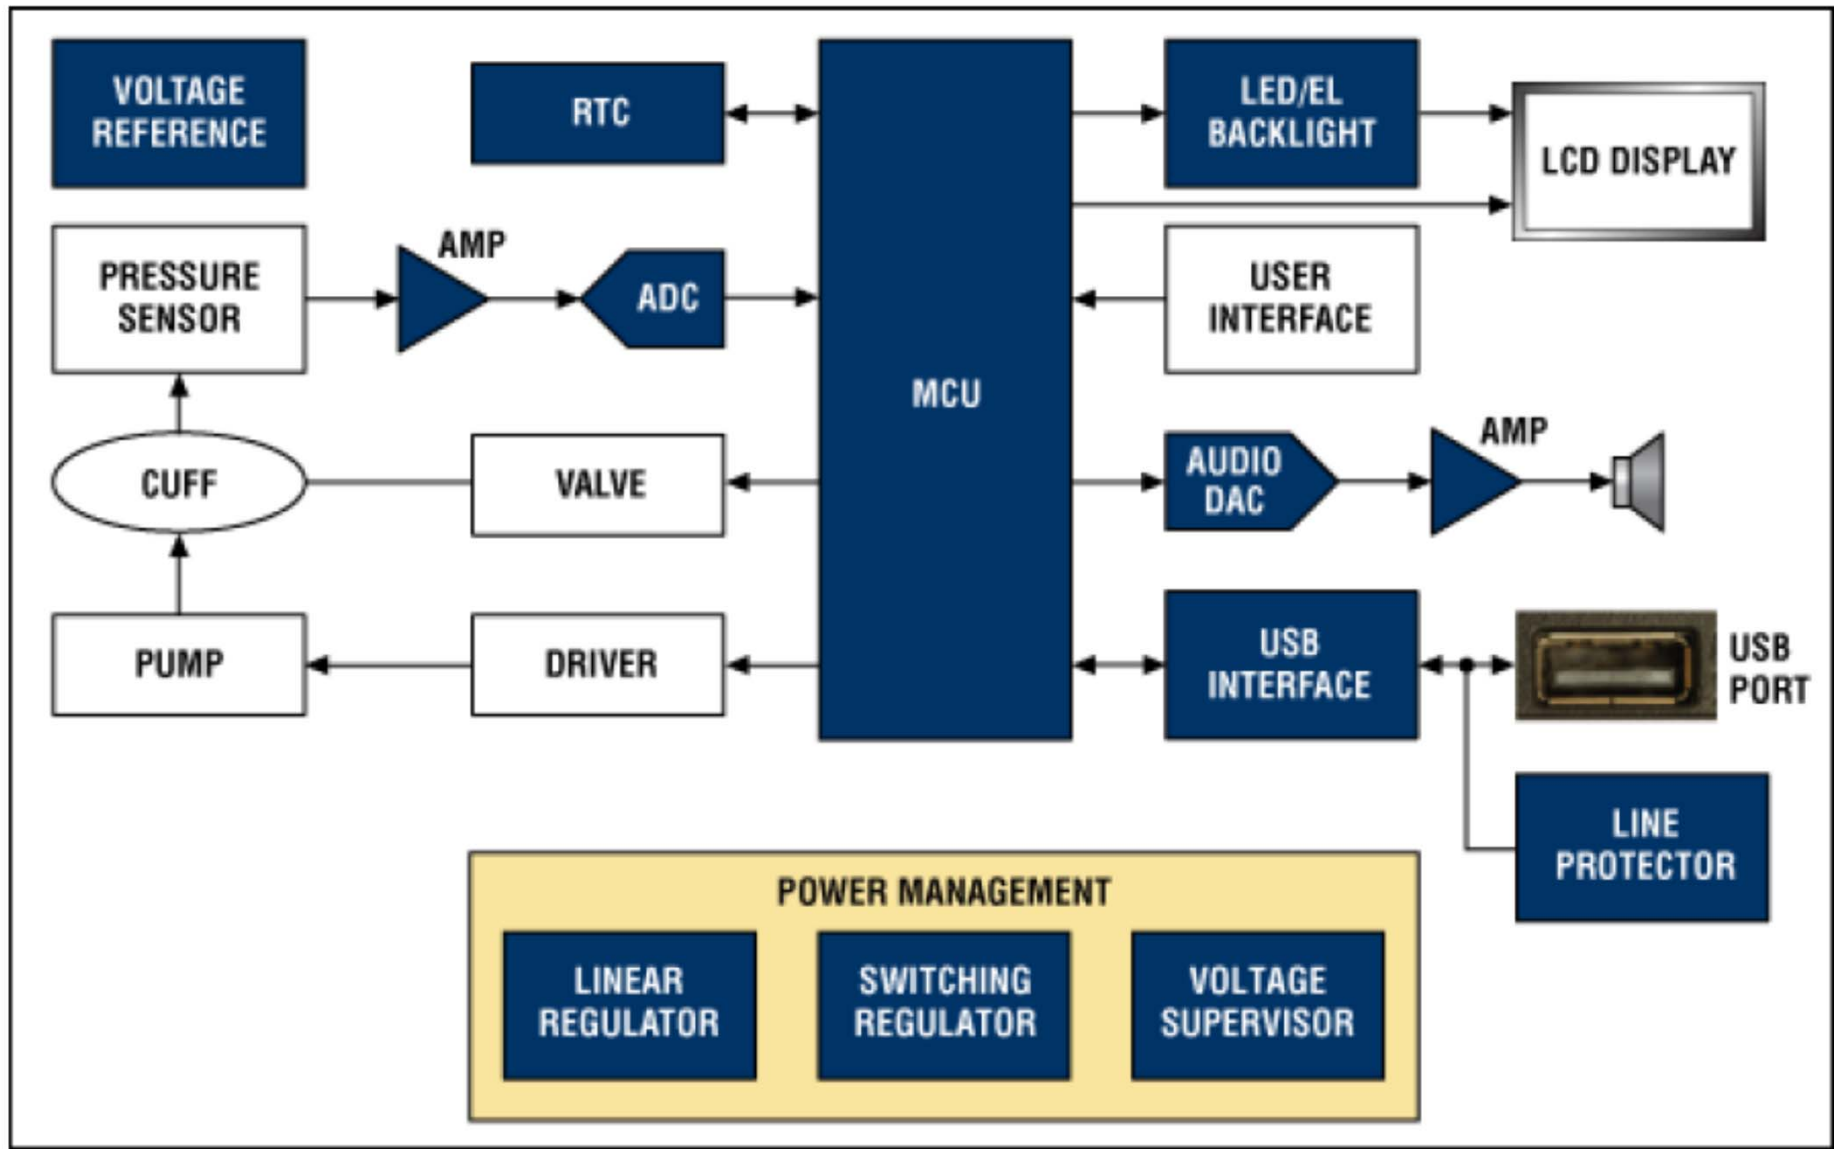 VOLTAGE
REFERENCE
RTC
LED/EL
BACKLIGHT
LCD DISPLAY
PRESSURE
SENSOR
AMP
ADC
MCU
USER
INTERFACE
CUFF
VALVE
AUDIO
DAC
AMP
PUMP
DRIVER
USB
INTERFACE
USB
PORT
LINE
PROTECTOR
POWER MANAGEMENT
LINEAR
REGULATOR
SWITCHING
REGULATOR
VOLTAGE
SUPERVISOR